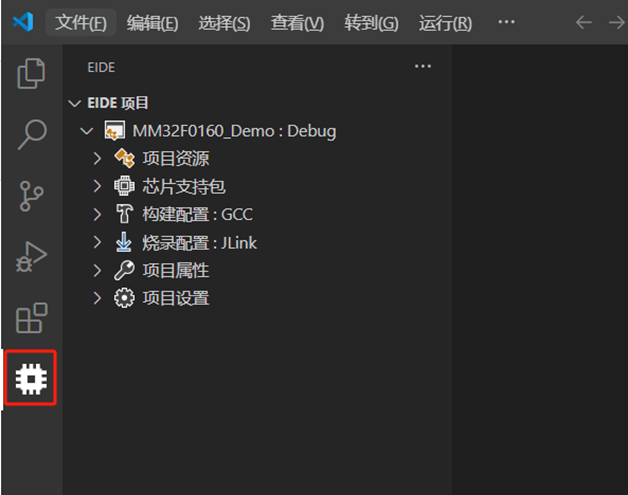 文件(F) 编辑(E) 选择(S) 查看(V) 转到(G) 运行(R) ···
EIDE ···
EIDE 项目
MM32F0160_Demo : Debug
项目资源
芯片支持包
构建配置 : GCC
烧录配置 : JLink
项目属性
项目设置